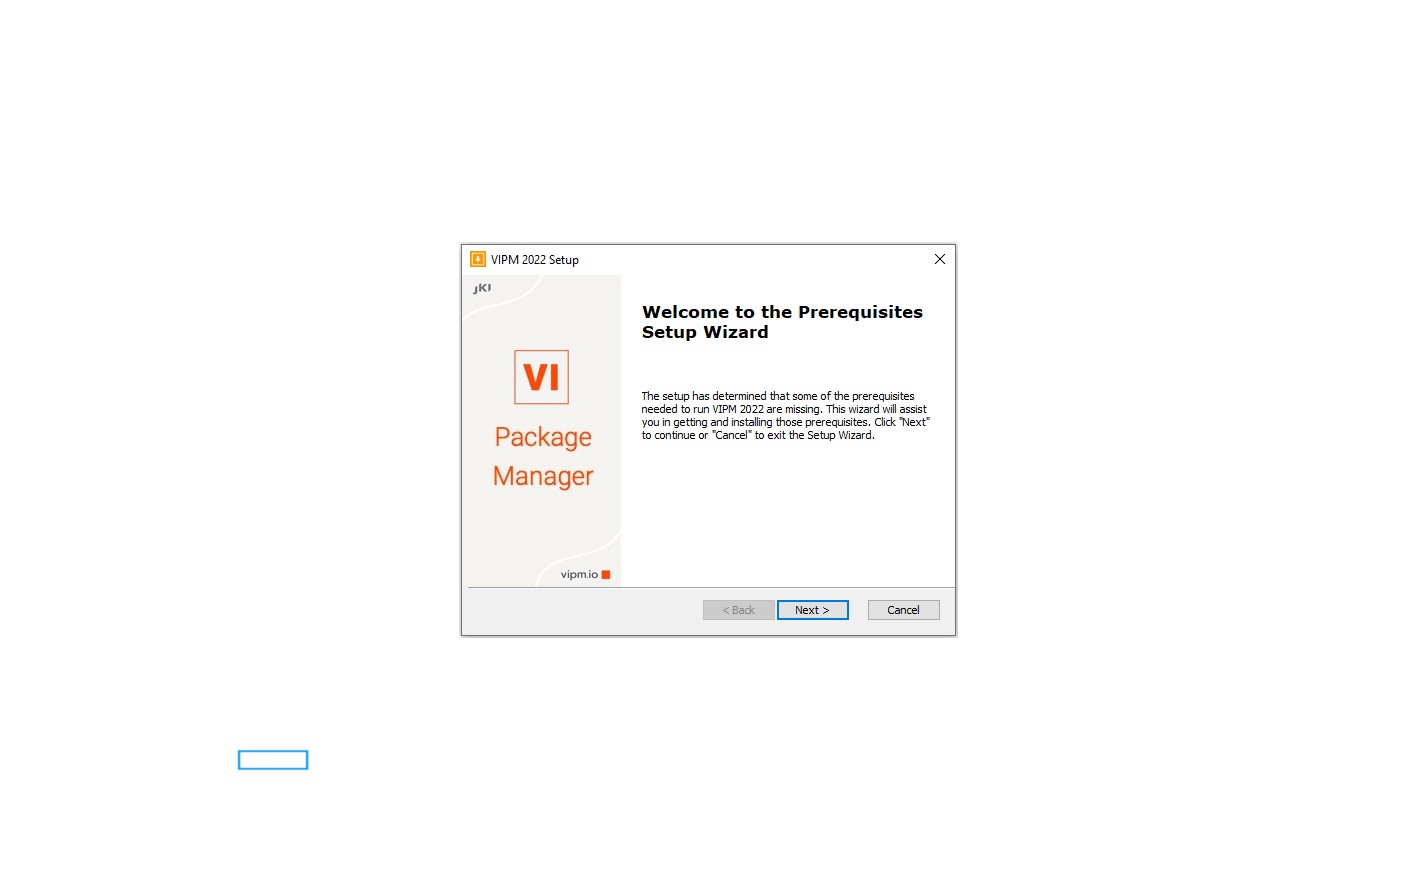 VIPM 2022 Setup
JKI
VI
Package
Manager
vipm.io
Welcome to the Prerequisites
Setup Wizard
The setup has determined that some of the prerequisites
needed to run VIPM 2022 are missing. This wizard will assist
you in getting and installing those prerequisites. Click "Next"
to continue or "Cancel" to exit the Setup Wizard.
< Back
Next >
Cancel